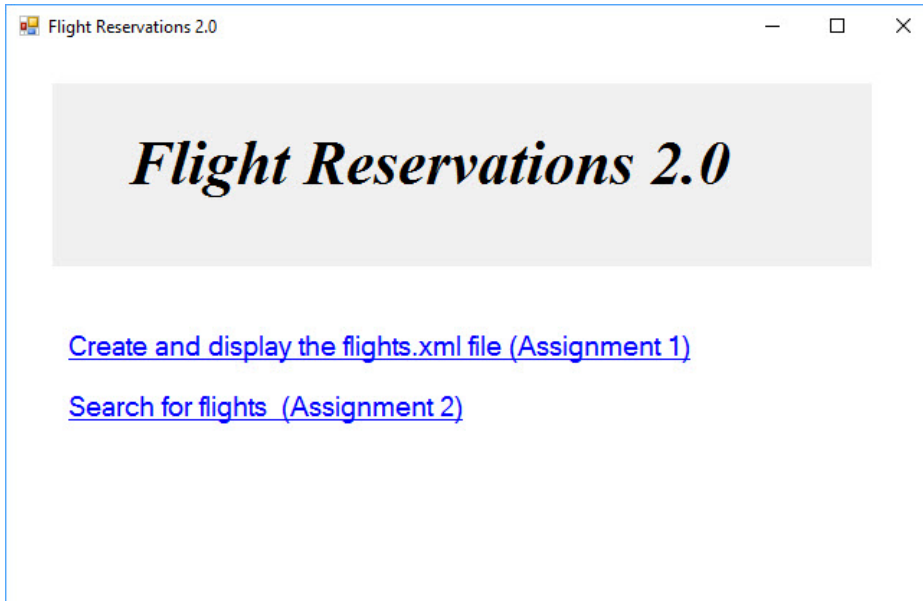 Flight Reservations 2.0
Flight Reservations 2.0
Create and display the flights.xml file (Assignment 1)
Search for flights  (Assignment 2)